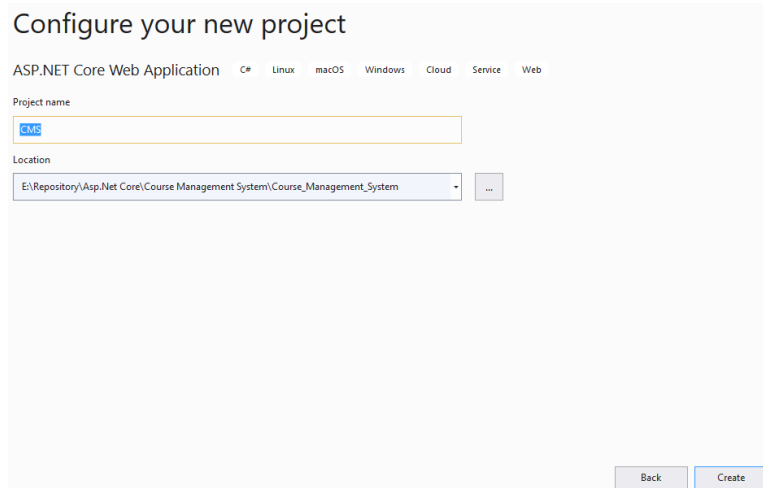 Configure your new project
ASP.NET Core Web Application C# Linux macOS Windows Cloud Service Web
Project name
CMS
Location
E:\Repository\Asp.Net Core\Course Management System\Course_Management_System
...
Back Create